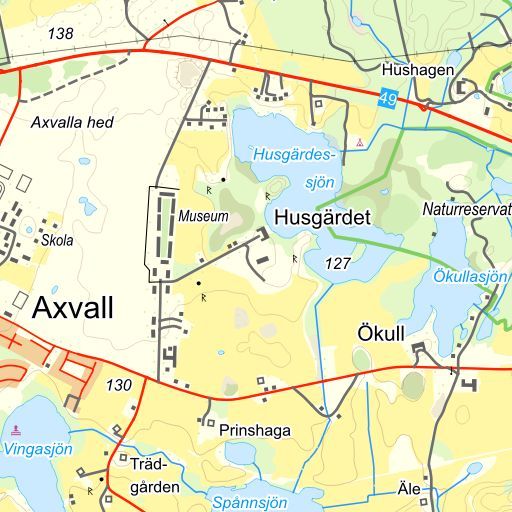 138
Hushagen
49
Axvalla hed
Husgärdes-
sjön
R
R
R
Museum
Husgärdet
Naturreservat
Skola
127
Ökullasjön
R
R
Axvall
Ökull
130
Prinshaga
Vingasjön
Träd-
gården
Spånnsjön
Äle